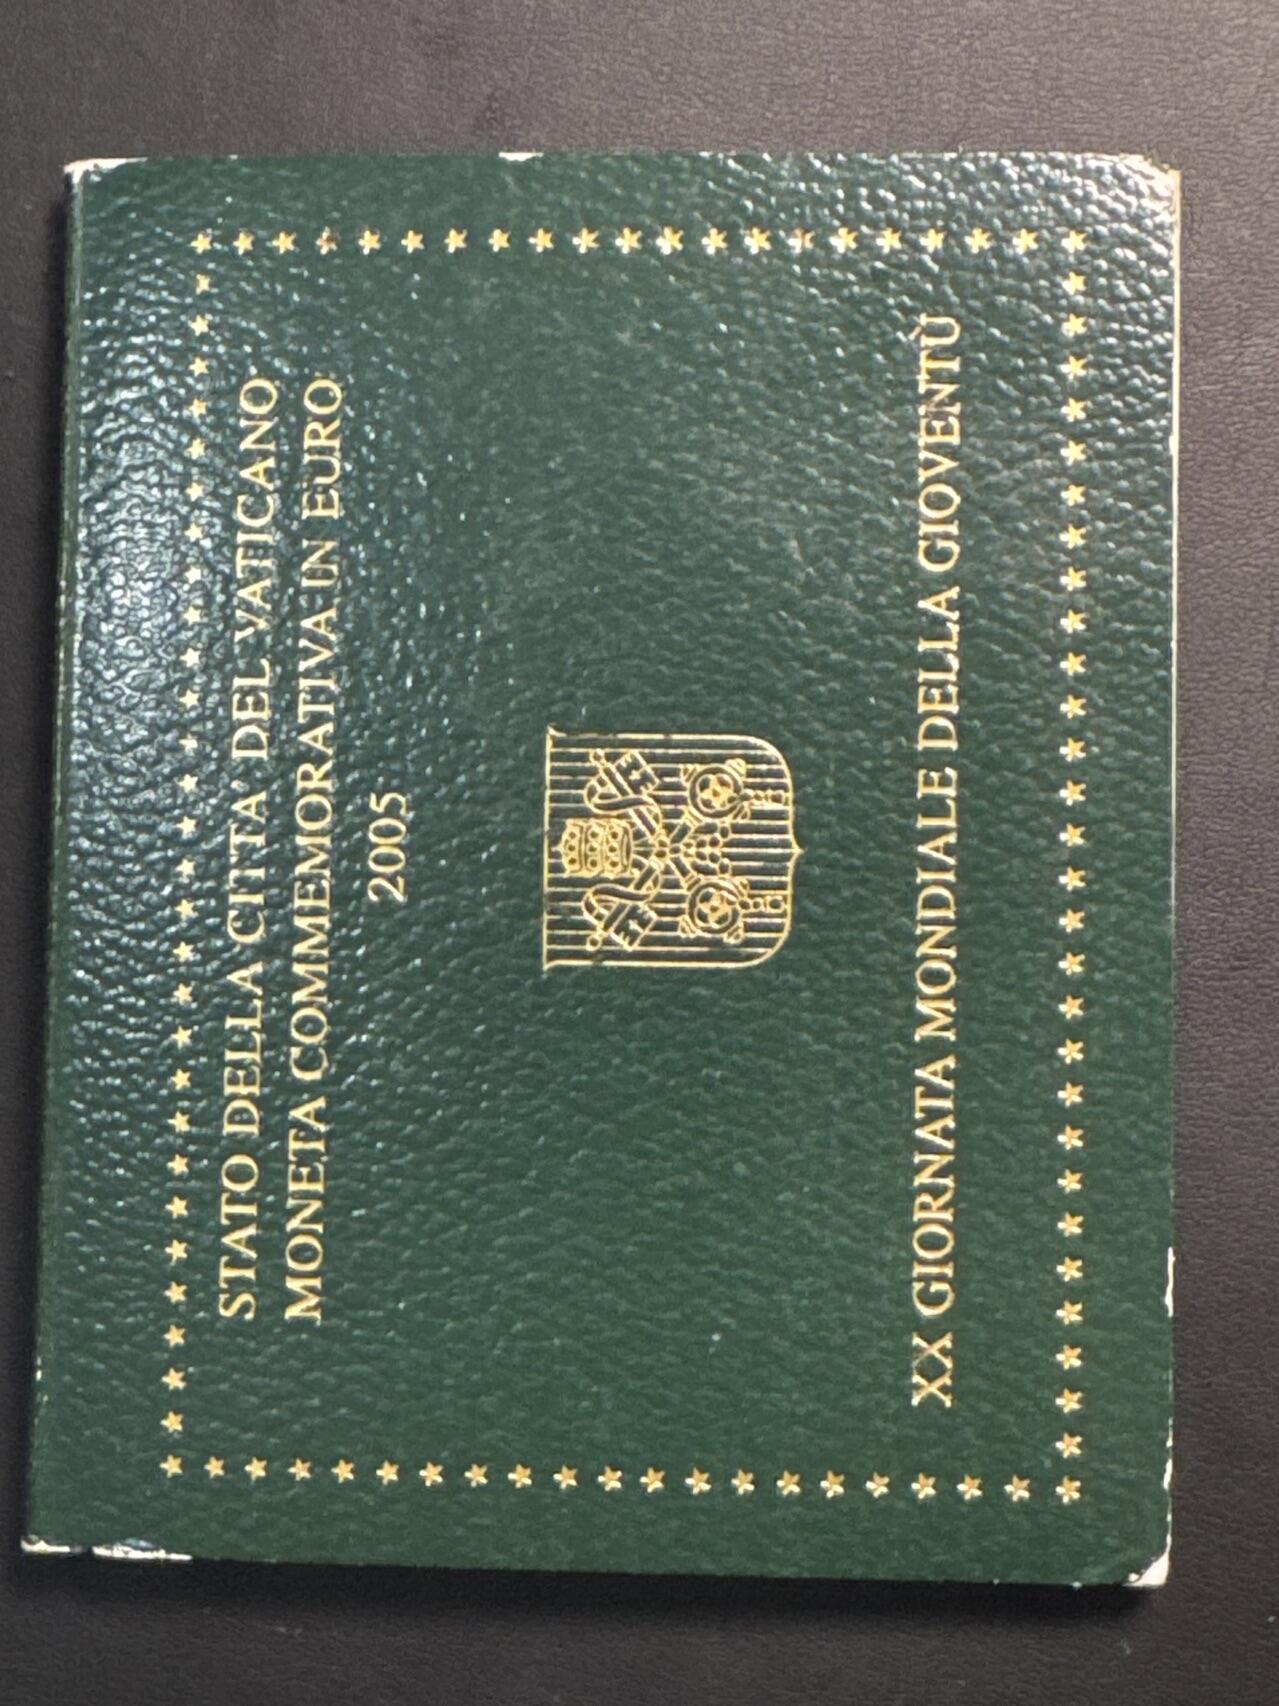 STATO DELLA CITTÀ DEL VATICANO
MONETA COMMEMORATIVA IN EURO
2005
XX GIORNATA MONDIALE DELLA GIOVENTÙ